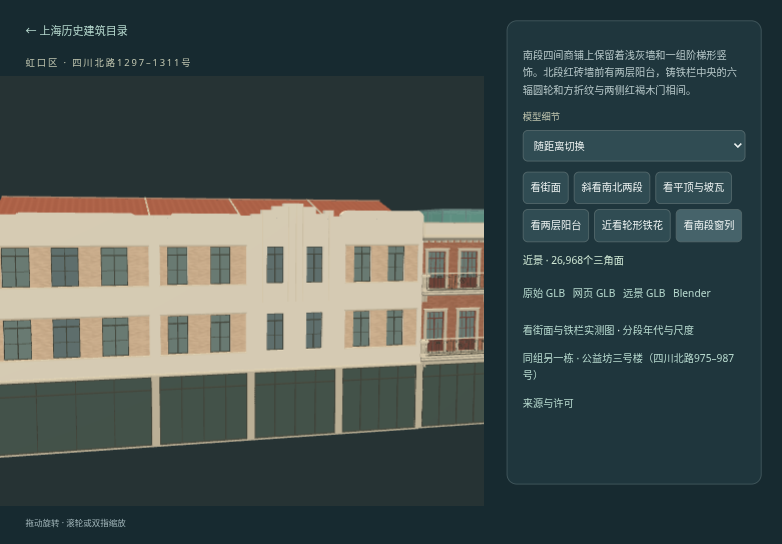 ← 上海历史建筑目录
虹口区 · 四川北路1297–1311号
南段四间商铺上保留着浅灰墙和一组阶梯形竖
饰。北段红砖墙前有两层阳台，铸铁栏中央的六
辐圆轮和方折纹与两侧红褐木门相间。
模型细节
随距离切换
看街面
斜看南北两段
看平顶与坡瓦
看两层阳台
近看轮形铁花
看南段窗列
近景 · 26,968个三角面
原始 GLB 网页 GLB 远景 GLB Blender
看街面与铁栏实测图 · 分段年代与尺度
同组另一栋 · 公益坊三号楼（四川北路975–987
号）
来源与许可
拖动旋转 · 滚轮或双指缩放